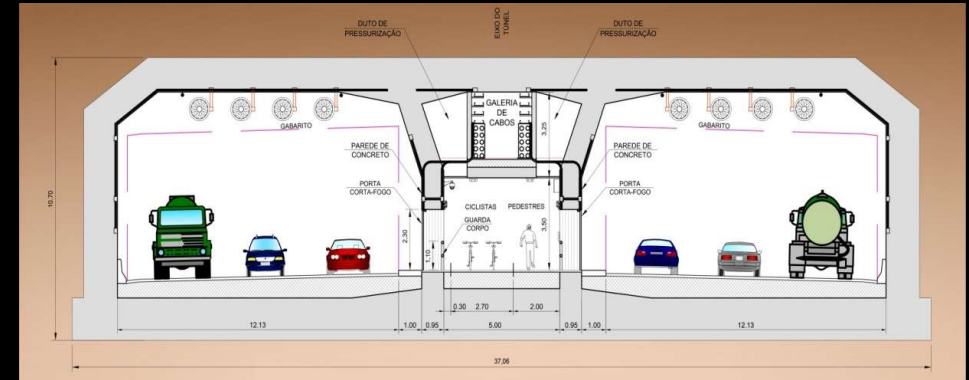 DUTO DE
PRESSURIZAÇÃO
EIXO DO
TÚNEL
DUTO DE
PRESSURIZAÇÃO
GALERIA
DE
CABOS
3,25
GABARITO
GABARITO
PAREDE DE
CONCRETO
PAREDE DE
CONCRETO
PORTA
CORTA-FOGO
PORTA
CORTA-FOGO
10,70
CICLISTAS
PEDESTRES
GUARDA
CORPO
2,30
1,10
3,50
0.30
2.70
2.00
12.13
1.00
0.95
5.00
0.95
1.00
12.13
37,06